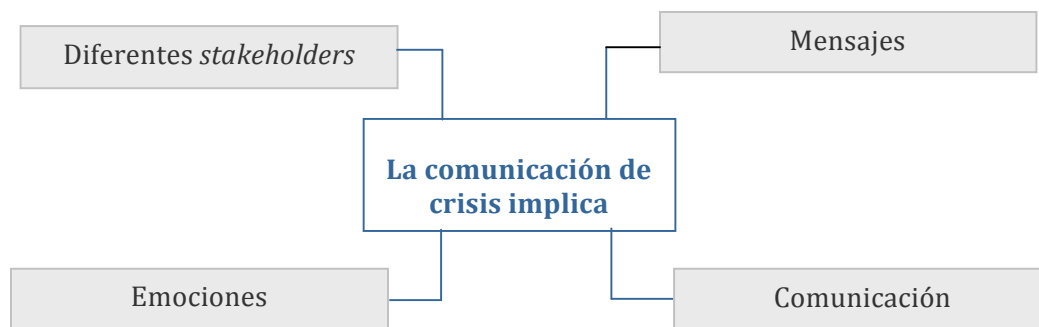 Diferentes stakeholders
Mensajes
La comunicación de
crisis implica
Emociones
Comunicación